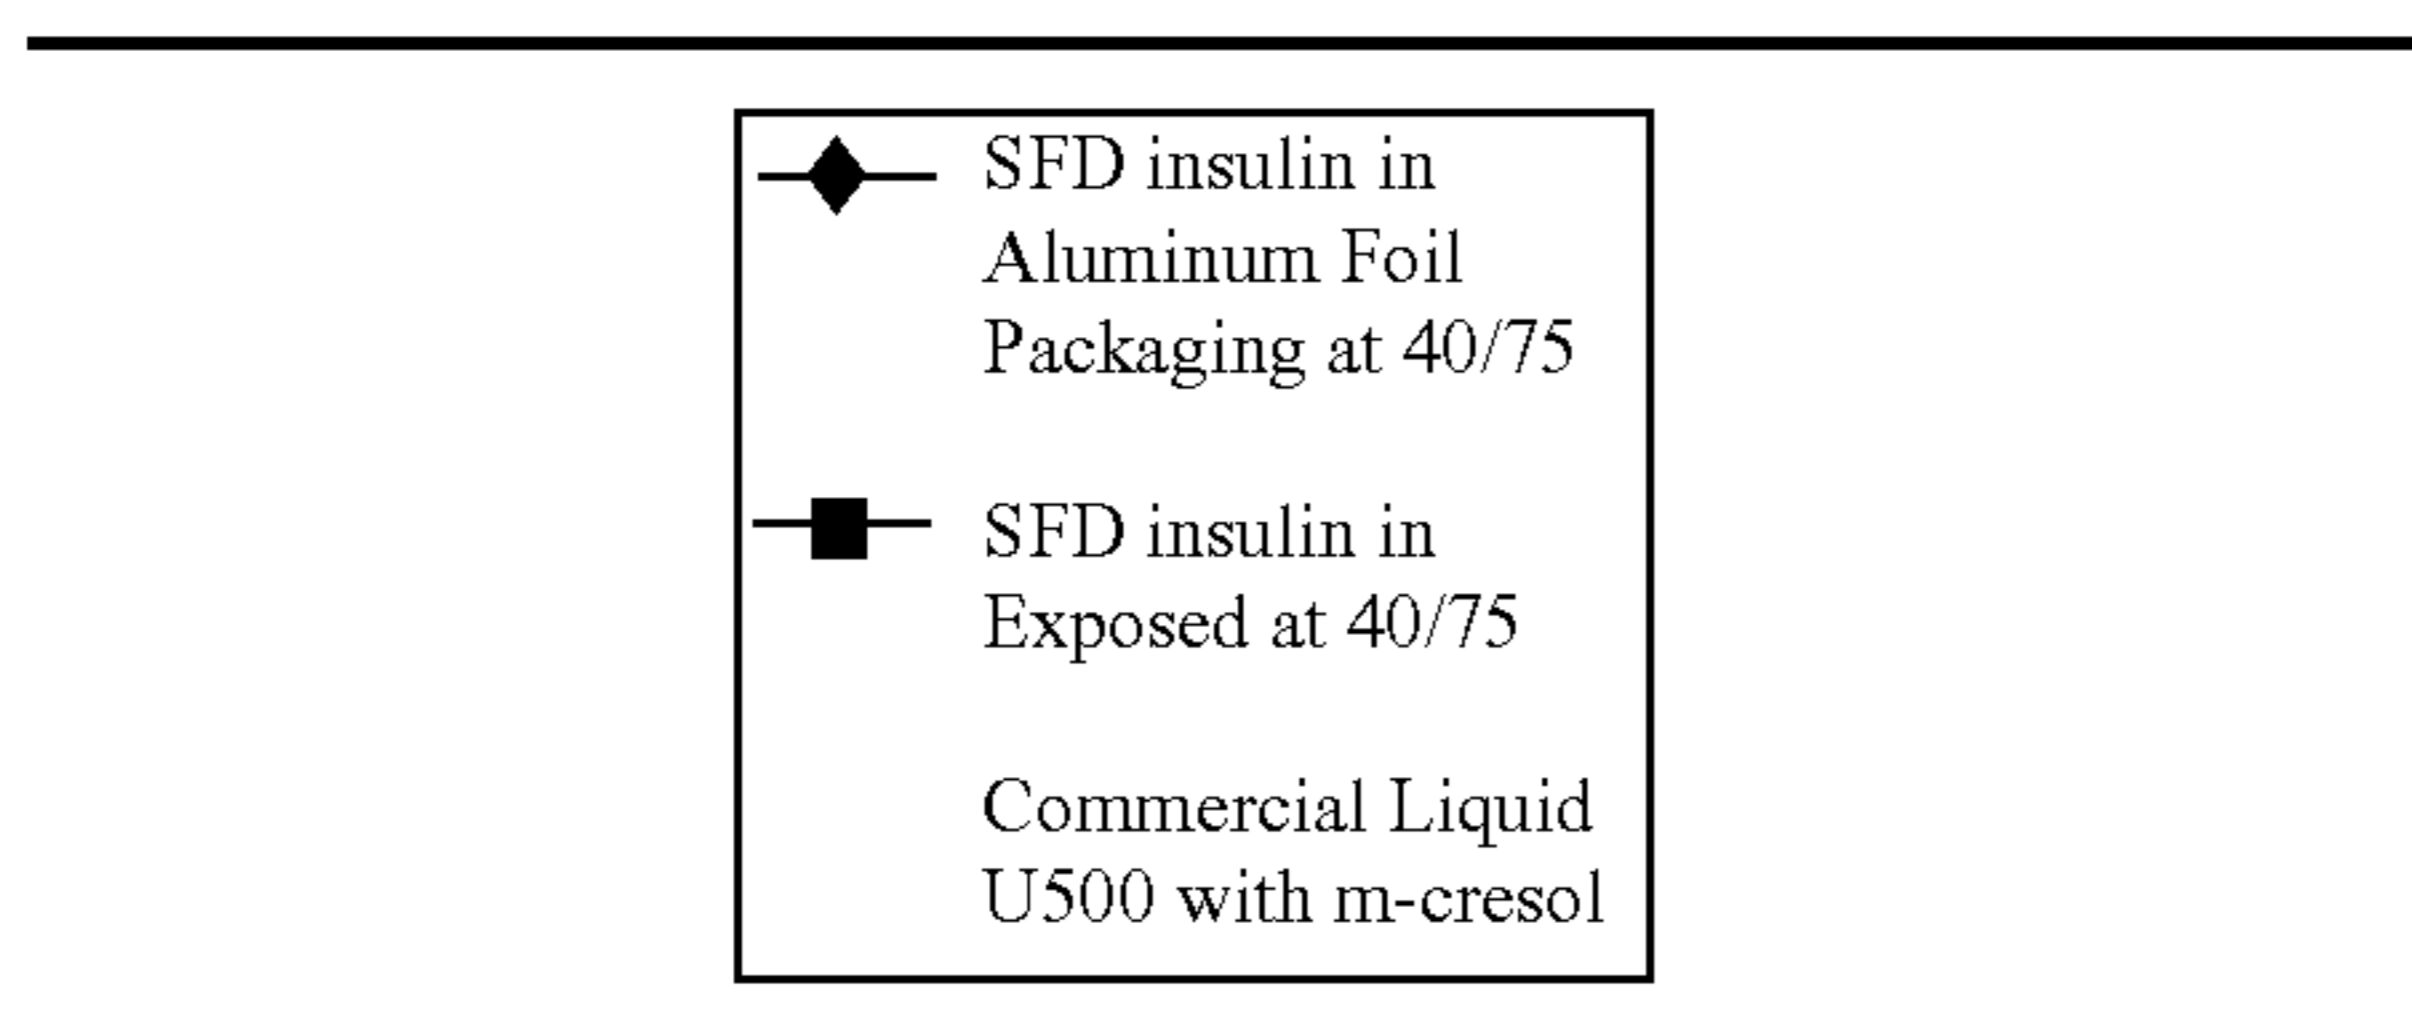 SFD insulin in
Aluminum Foil
Packaging at 40/75
SFD insulin in
Exposed at 40/75
Commercial Liquid
U500 with m-cresol